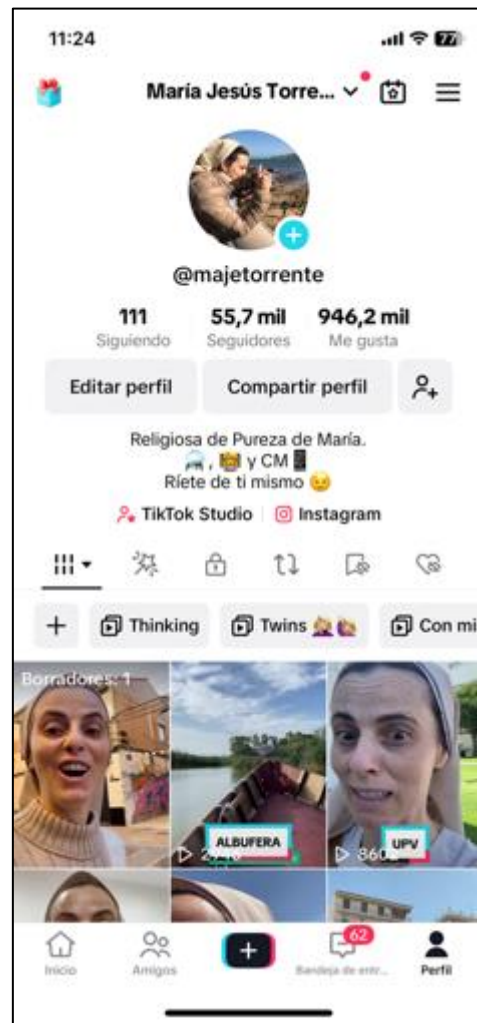 11:24
77
María Jesús Torre...
@majetorrente
111 55,7 mil 946,2 mil
Siguiendo Seguidores Me gusta
Editar perfil Compartir perfil
Religiosa de Pureza de María.
, y CM
Ríete de ti mismo
TikTok Studio Instagram
Thinking Twins Con mi
Borradores: 1
ALBUFERA UPV
8602
62
Inicio Amigos Bandeja de entr... Perfil